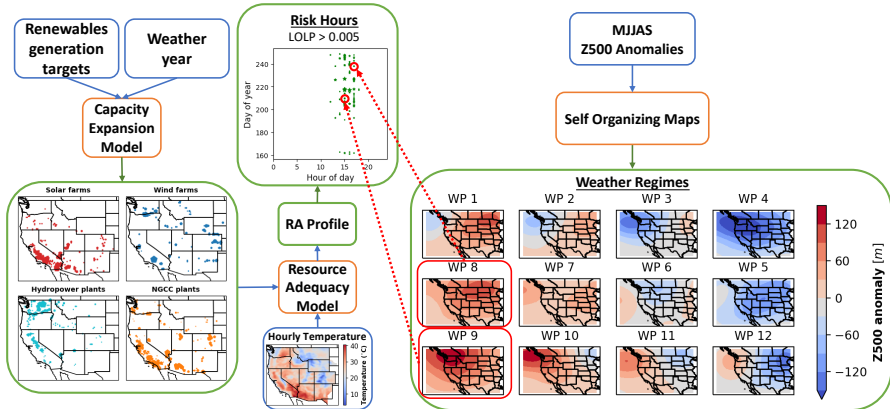 Renewables
generation
targets
Weather
year
Capacity
Expansion
Model
Solar farms
Wind farms
Hydropower plants
NGCC plants
Risk Hours
LOLP > 0.005
Day of year
240
220
200
180
160
0
5
10
15
20
Hour of day
RA Profile
Resource
Adequacy
Model
Hourly Temperature
40
30
20
10
Temperature (°C)
MJJAS
Z500 Anomalies
Self Organizing Maps
Weather Regimes
WP 1
WP 2
WP 3
WP 4
WP 8
WP 7
WP 6
WP 5
WP 9
WP 10
WP 11
WP 12
120
60
0
−60
−120
Z500 anomaly [m]